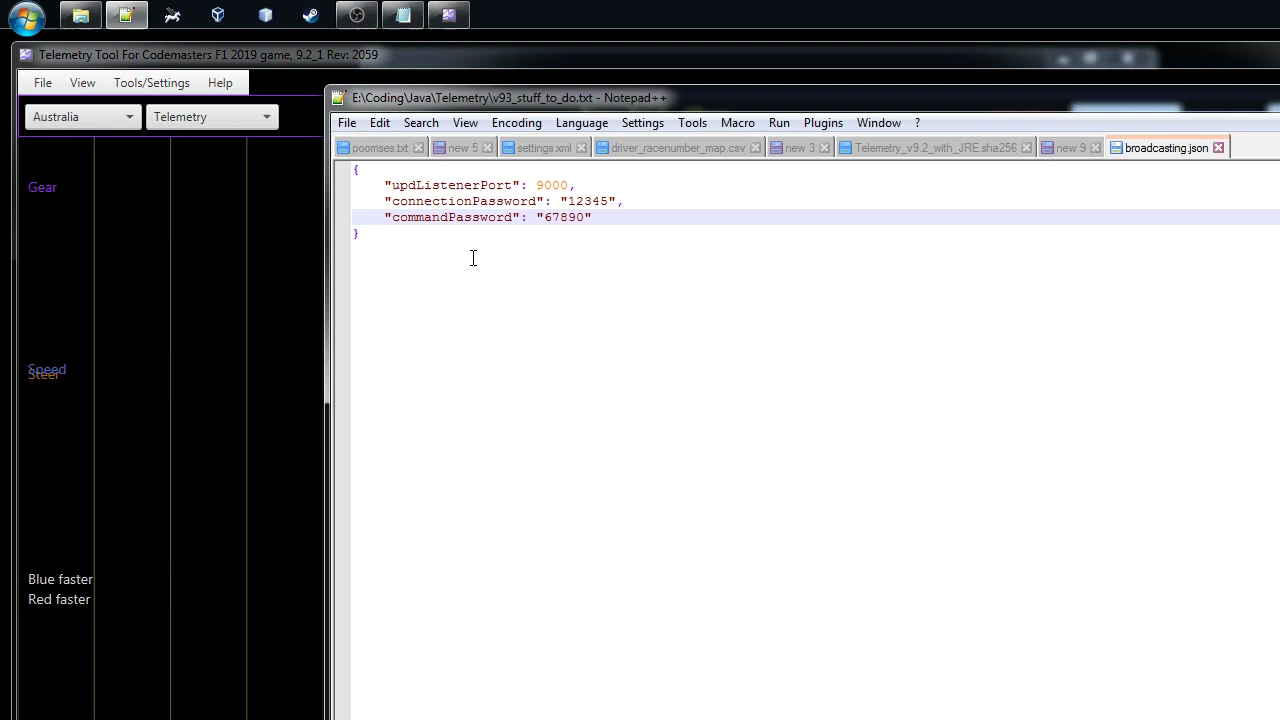 Telemetry Tool For Codemasters F1 2019 game, 9.2_1 Rev: 2059
File View Tools/Settings Help
Australia Telemetry
Gear
Speed
Steer
Blue faster
Red faster
E:\Coding\Java\Telemetry\v93_stuff_to_do.txt - Notepad++
File Edit Search View Encoding Language Settings Tools Macro Run Plugins Window ?
poomses.txt new 5 settings.xml driver_racenumber_map.csv new 3 Telemetry_v9.2_with_JRE.sha256 new 9 broadcasting.json
{
"updListenerPort": 9000,
"connectionPassword": "12345",
"commandPassword": "67890"
}